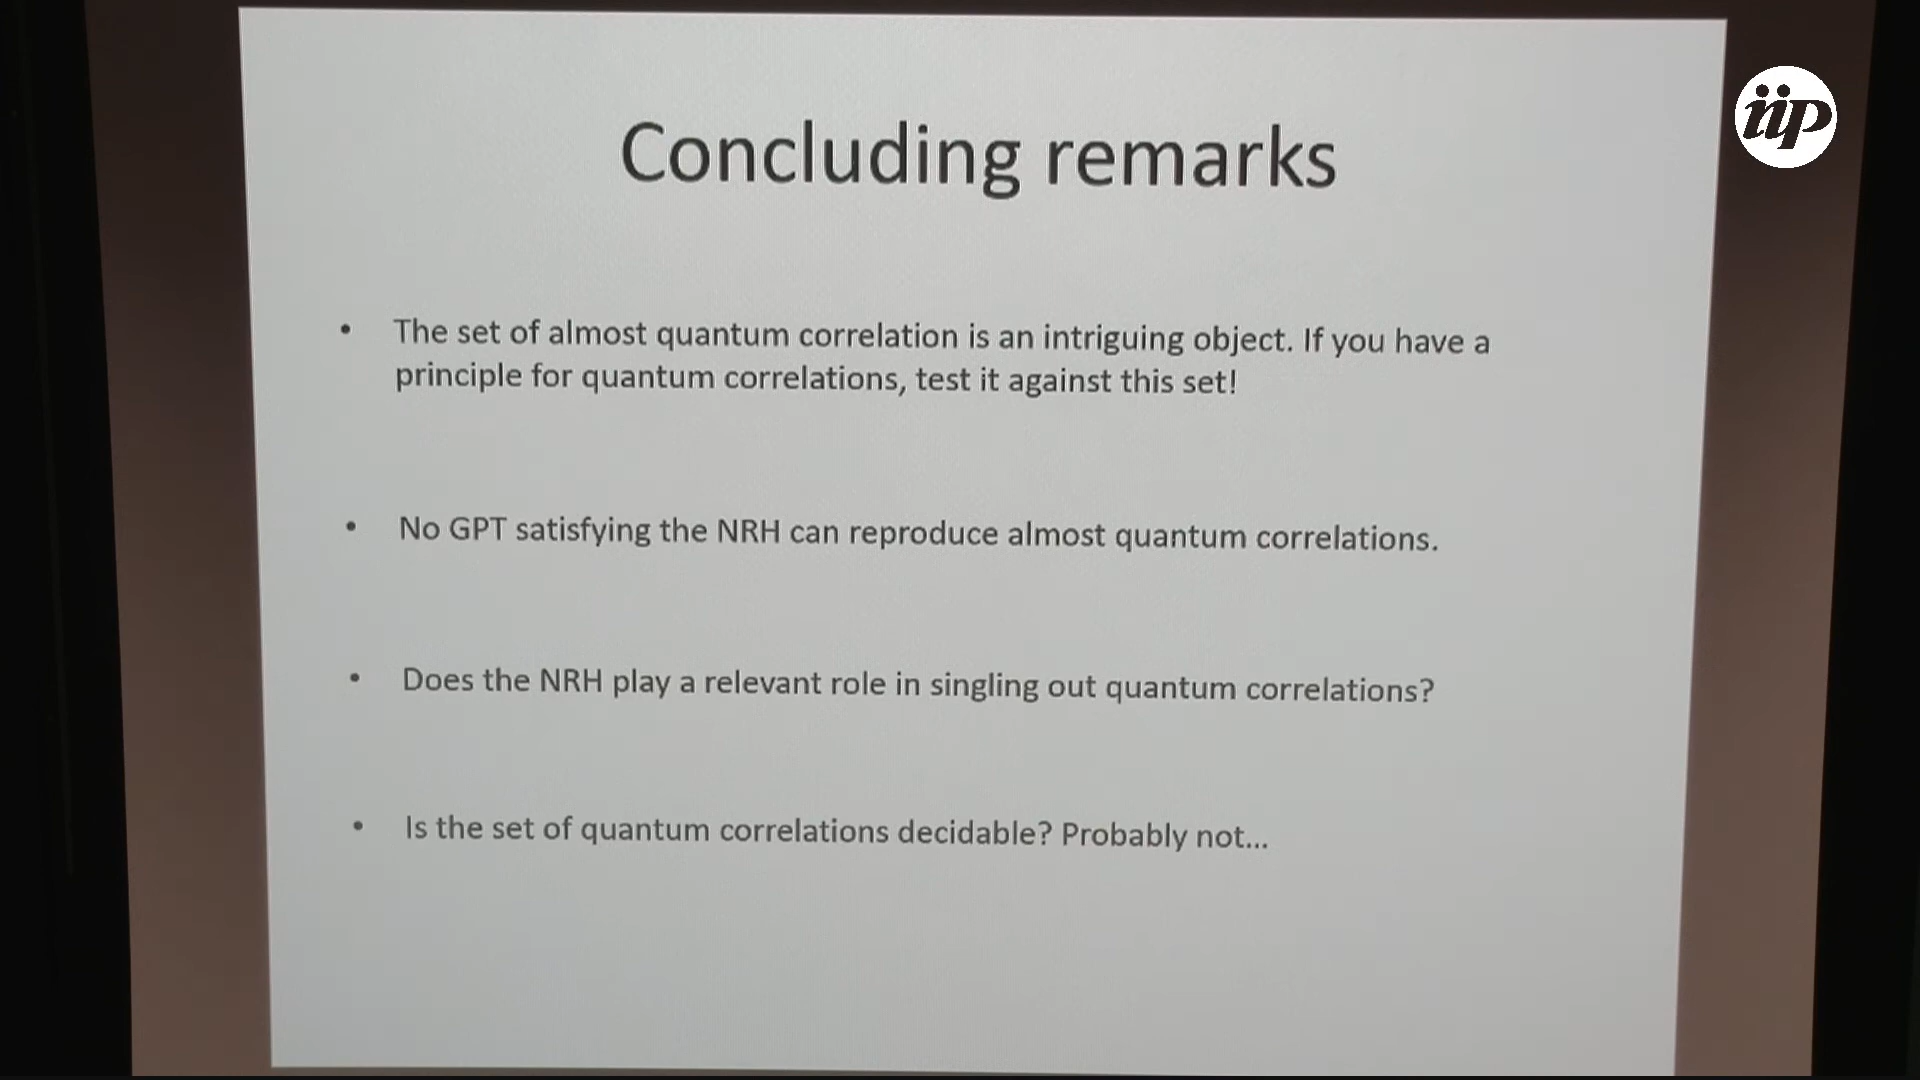 iip
Concluding remarks
• The set of almost quantum correlation is an intriguing object. If you have a
principle for quantum correlations, test it against this set!
• No GPT satisfying the NRH can reproduce almost quantum correlations.
• Does the NRH play a relevant role in singling out quantum correlations?
• Is the set of quantum correlations decidable? Probably not...